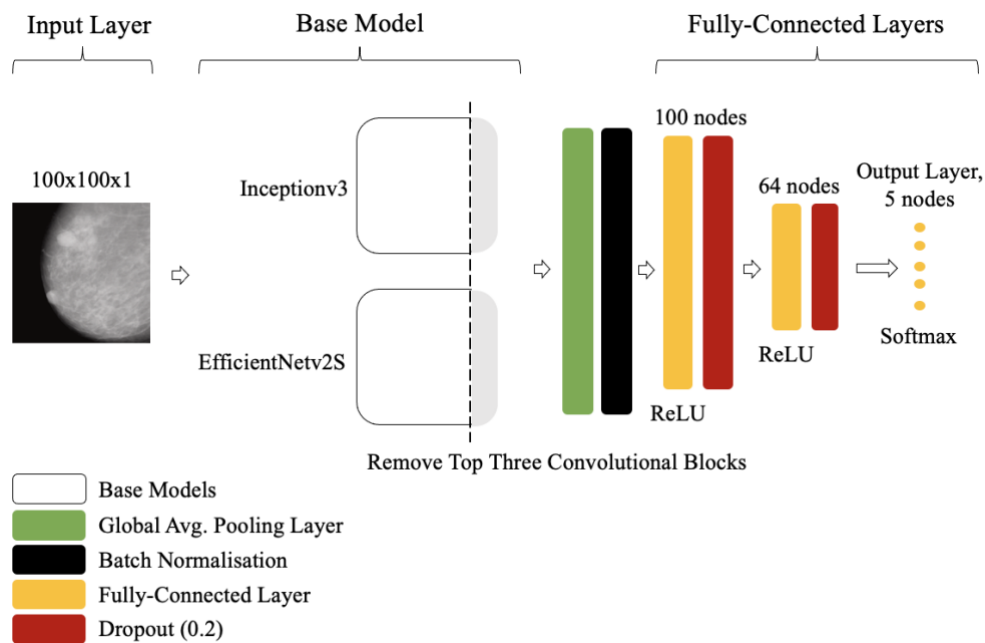 Input Layer
Base Model
Fully-Connected Layers
100x100x1
Inceptionv3
EfficientNetv2S
Remove Top Three Convolutional Blocks
100 nodes
ReLU
64 nodes
ReLU
Output Layer,
5 nodes
Softmax
Base Models
Global Avg. Pooling Layer
Batch Normalisation
Fully-Connected Layer
Dropout (0.2)